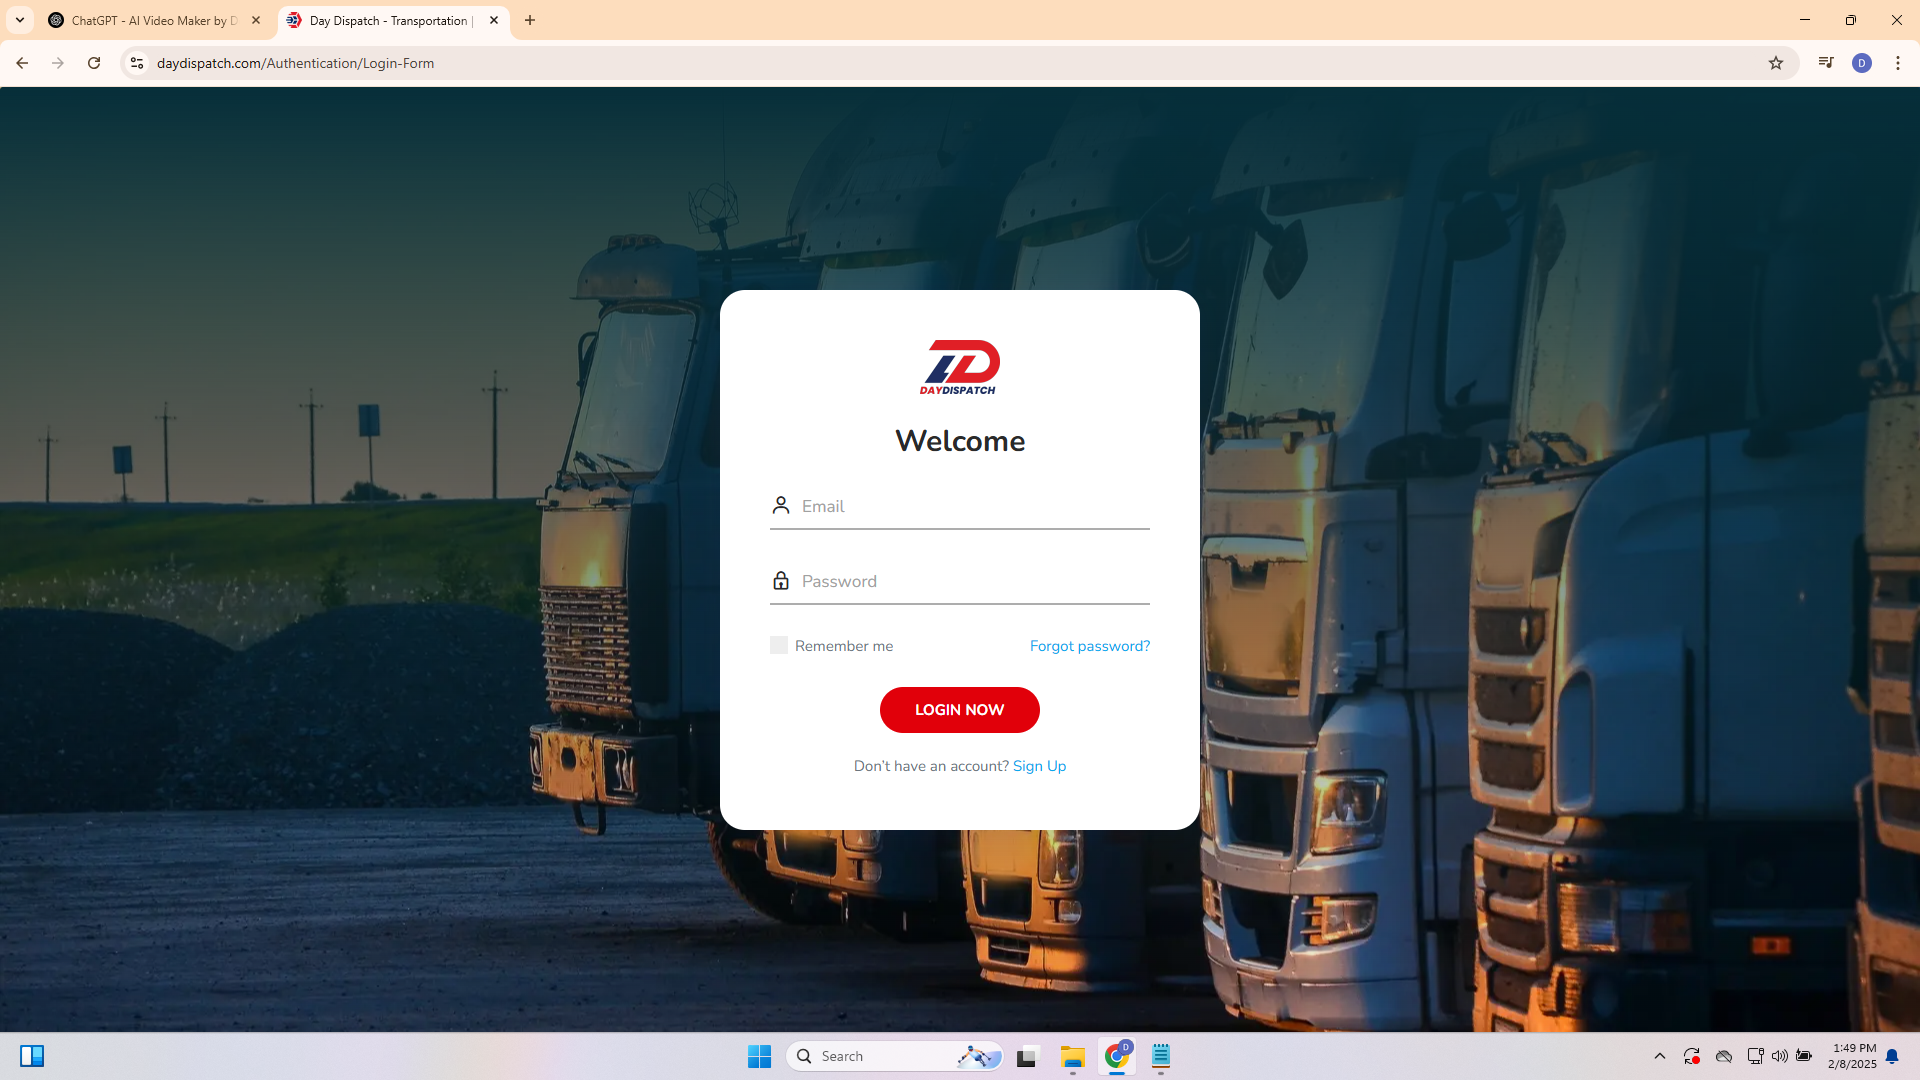 ChatGPT - AI Video Maker by D
Day Dispatch - Transportation |
daydispatch.com/Authentication/Login-Form
D
DAYDISPATCH
Welcome
Email
Password
Remember me
Forgot password?
LOGIN NOW
Don't have an account? Sign Up
Search
D
1:49 PM
2/8/2025